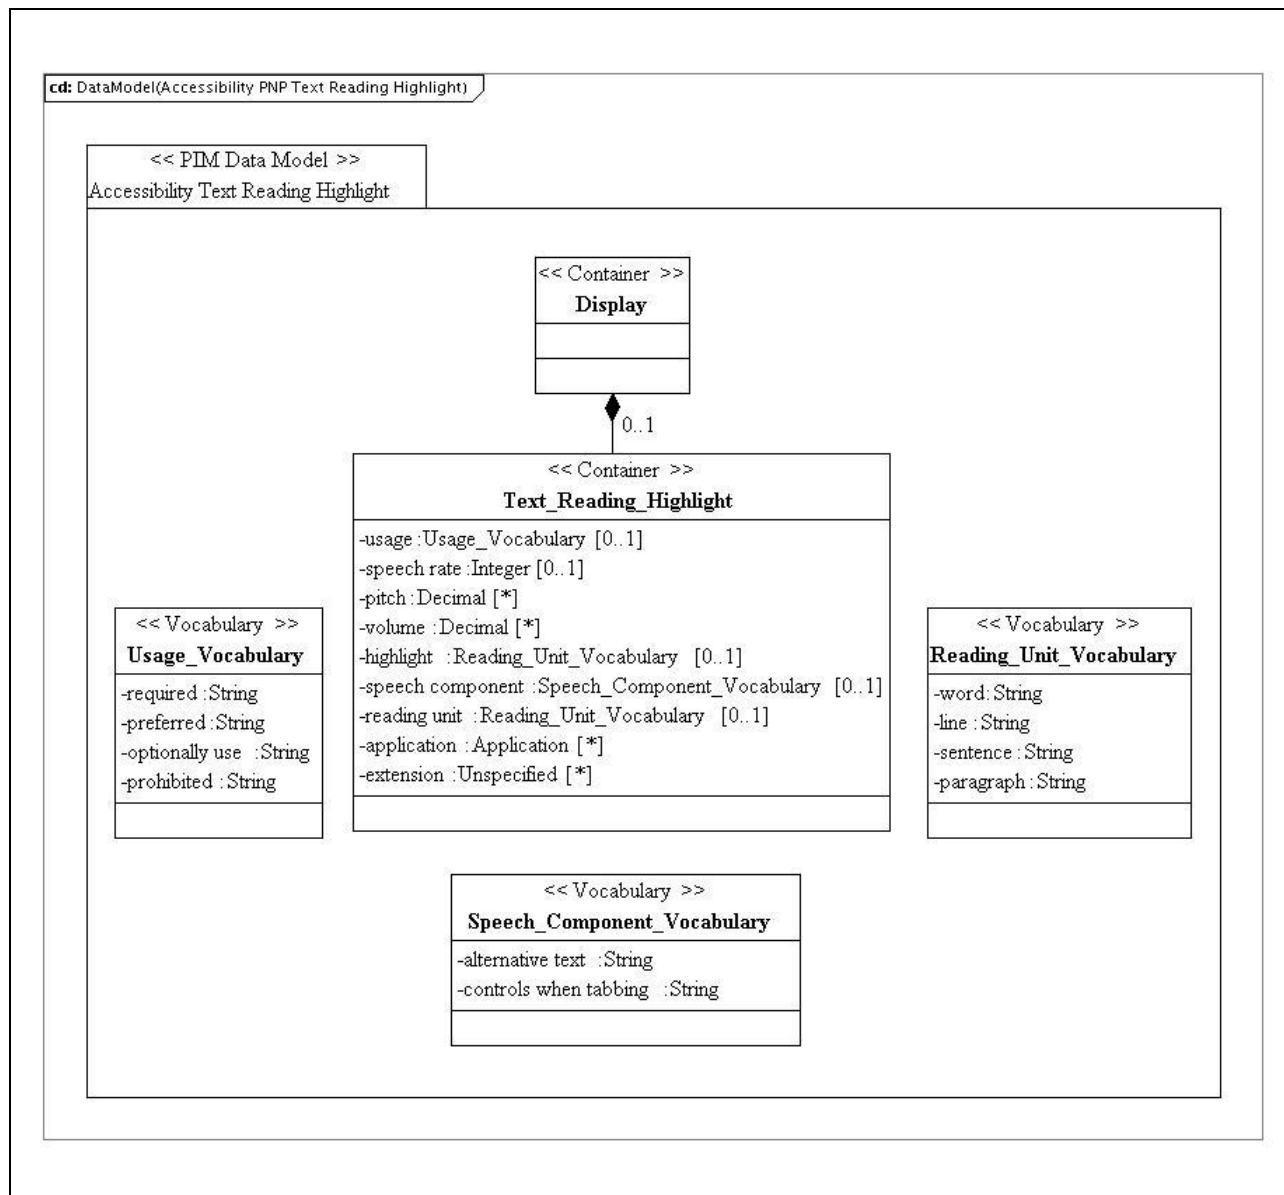 cd: DataModel(Accessibility PNP Text Reading Highlight)
<< PIM Data Model >>
Accessibility Text Reading Highlight
<< Container >>
Display
0..1
<< Container >>
Text_Reading_Highlight
-usage :Usage_Vocabulary [0..1]
-speech rate :Integer [0..1]
-pitch :Decimal [*]
-volume :Decimal [*]
-highlight :Reading_Unit_Vocabulary [0..1]
-speech component :Speech_Component_Vocabulary [0..1]
-reading unit :Reading_Unit_Vocabulary [0..1]
-application :Application [*]
-extension :Unspecified [*]
<< Vocabulary >>
Usage_Vocabulary
-required :String
-preferred :String
-optionally use :String
-prohibited :String
<< Vocabulary >>
Reading_Unit_Vocabulary
-word: String
-line :String
-sentence :String
-paragraph :String
<< Vocabulary >>
Speech_Component_Vocabulary
-alternative text :String
-controls when tabbing :String